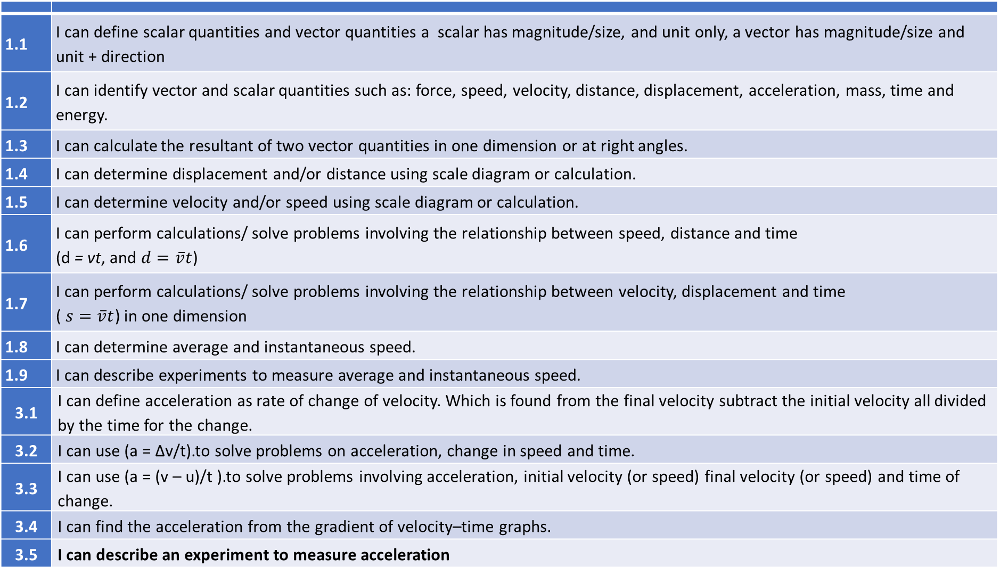 1.1 I can define scalar quantities and vector quantities a  scalar has magnitude/size, and unit only, a vector has magnitude/size and
unit + direction
1.2 I can identify vector and scalar quantities such as: force, speed, velocity, distance, displacement, acceleration, mass, time and
energy.
1.3 I can calculate the resultant of two vector quantities in one dimension or at right angles.
1.4 I can determine displacement and/or distance using scale diagram or calculation.
1.5 I can determine velocity and/or speed using scale diagram or calculation.
1.6 I can perform calculations/ solve problems involving the relationship between speed, distance and time
(d = vt, and d = v̄t)
1.7 I can perform calculations/ solve problems involving the relationship between velocity, displacement and time
( s = v̄t) in one dimension
1.8 I can determine average and instantaneous speed.
1.9 I can describe experiments to measure average and instantaneous speed.
3.1 I can define acceleration as rate of change of velocity. Which is found from the final velocity subtract the initial velocity all divided
by the time for the change.
3.2 I can use (a = Δv/t).to solve problems on acceleration, change in speed and time.
3.3 I can use (a = (v – u)/t ).to solve problems involving acceleration, initial velocity (or speed) final velocity (or speed) and time of
change.
3.4 I can find the acceleration from the gradient of velocity–time graphs.
3.5 I can describe an experiment to measure acceleration